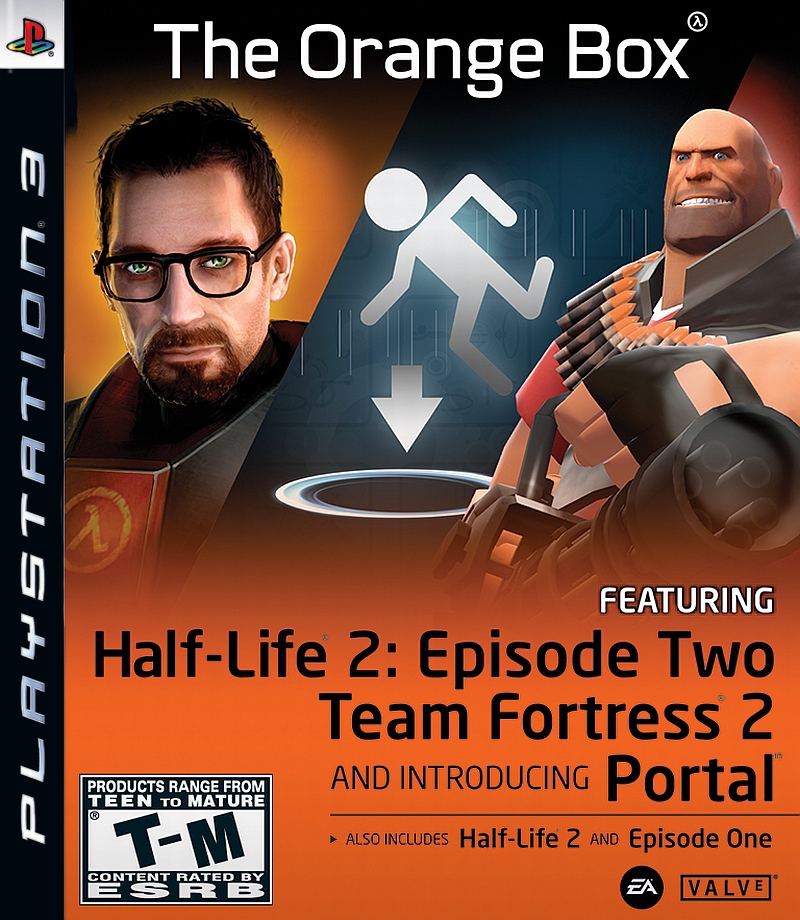 PLAYSTATION 3
The Orange Box
FEATURING
Half-Life® 2: Episode Two
Team Fortress® 2
AND INTRODUCING Portal™
▸ ALSO INCLUDES Half-Life® 2 AND Episode One
PRODUCTS RANGE FROM
TEEN TO MATURE
T-M
®
CONTENT RATED BY
ESRB
EA
VALVE®